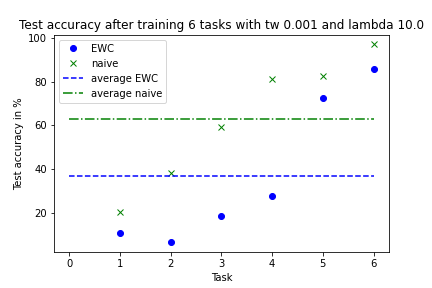 Test accuracy after training 6 tasks with tw 0.001 and lambda 10.0
EWC
naive
average EWC
average naive
Test accuracy in %
100
80
60
40
20
0 1 2 3 4 5 6
Task